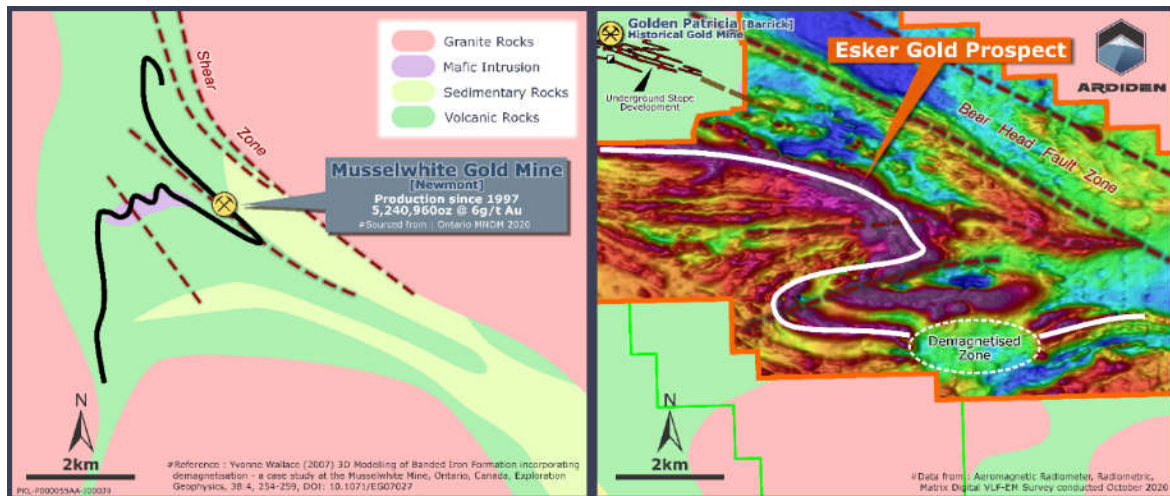 Granite Rocks
Mafic Intrusion
Sedimentary Rocks
Volcanic Rocks
Shear
Zone
Musselwhite Gold Mine
[Newmont]
Production since 1997
5,240,960oz @ 6g/t Au
#Sourced from : Ontario MNDM 2020
N
2km
#Reference : Yvonne Wallace (2007) 3D Modelling of Banded Iron Formation incorporating
demagnetisation - a case study at the Musselwhite Mine, Ontario, Canada, Exploration
Geophysics, 38:4, 254-259, DOI: 10.1071/EG07027
Golden Patricia [Barrick]
Historical Gold Mine
Underground Stope
Development
Esker Gold Prospect
ARDIDEN
Bear Head Fault Zone
Demagnetised
Zone
N
2km
#Data from : Aeromagnetic Radiometer, Radiometric,
Matrix Digital VLF-EM Survey conducted October 2020